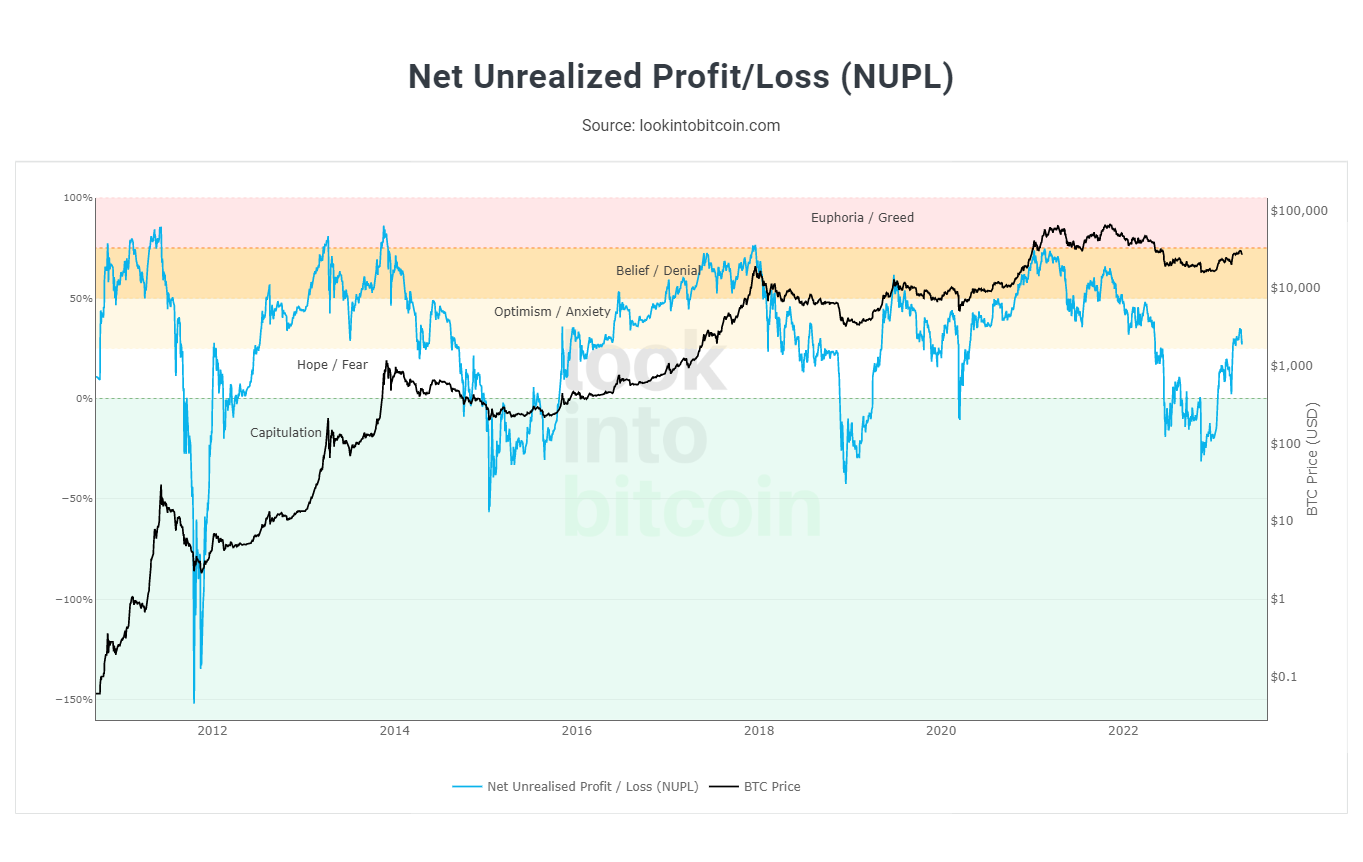 Net Unrealized Profit/Loss (NUPL)
Source: lookintobitcoin.com
100%
50%
0%
−50%
−100%
−150%
Euphoria / Greed
Belief / Denial
Optimism / Anxiety
Hope / Fear
Capitulation
look
into
bitcoin
$100,000
$10,000
$1,000
$100
$10
$1
$0.1
BTC Price (USD)
2012 2014 2016 2018 2020 2022
Net Unrealised Profit / Loss (NUPL) BTC Price